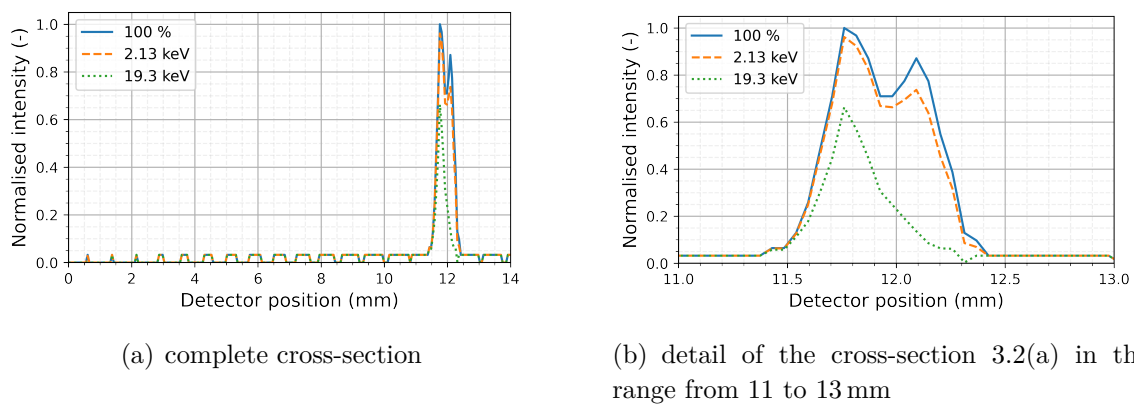 Normalised intensity (-)
1.0
0.8
0.6
0.4
0.2
0.0
100 %
2.13 keV
19.3 keV
0 2 4 6 8 10 12 14
Detector position (mm)
(a) complete cross-section
Normalised intensity (-)
1.0
0.8
0.6
0.4
0.2
0.0
100 %
2.13 keV
19.3 keV
11.0 11.5 12.0 12.5 13.0
Detector position (mm)
(b) detail of the cross-section 3.2(a) in th
range from 11 to 13 mm